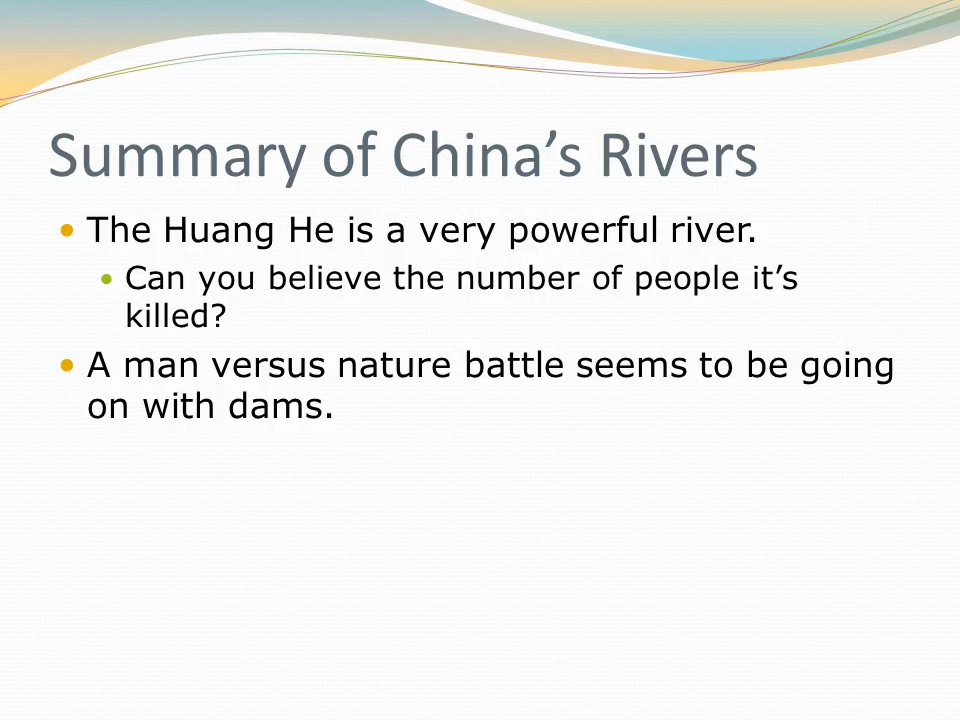 Summary of China’s Rivers
• The Huang He is a very powerful river.
• Can you believe the number of people it’s
killed?
• A man versus nature battle seems to be going
on with dams.